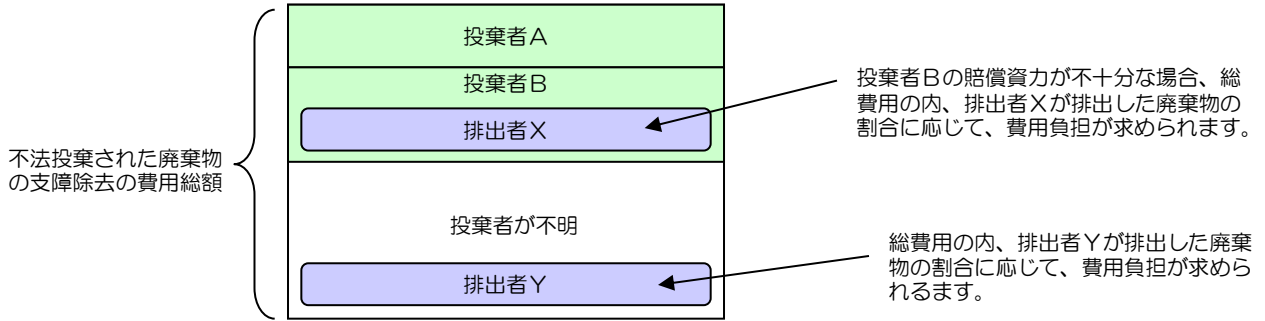 不法投棄された廃棄物
の支障除去の費用総額
投棄者A
投棄者B
排出者X
投棄者が不明
排出者Y
投棄者Bの賠償資力が不十分な場合、総
費用の内、排出者Xが排出した廃棄物の
割合に応じて、費用負担が求められます。
総費用の内、排出者Yが排出した廃棄
物の割合に応じて、費用負担が求めら
れるます。